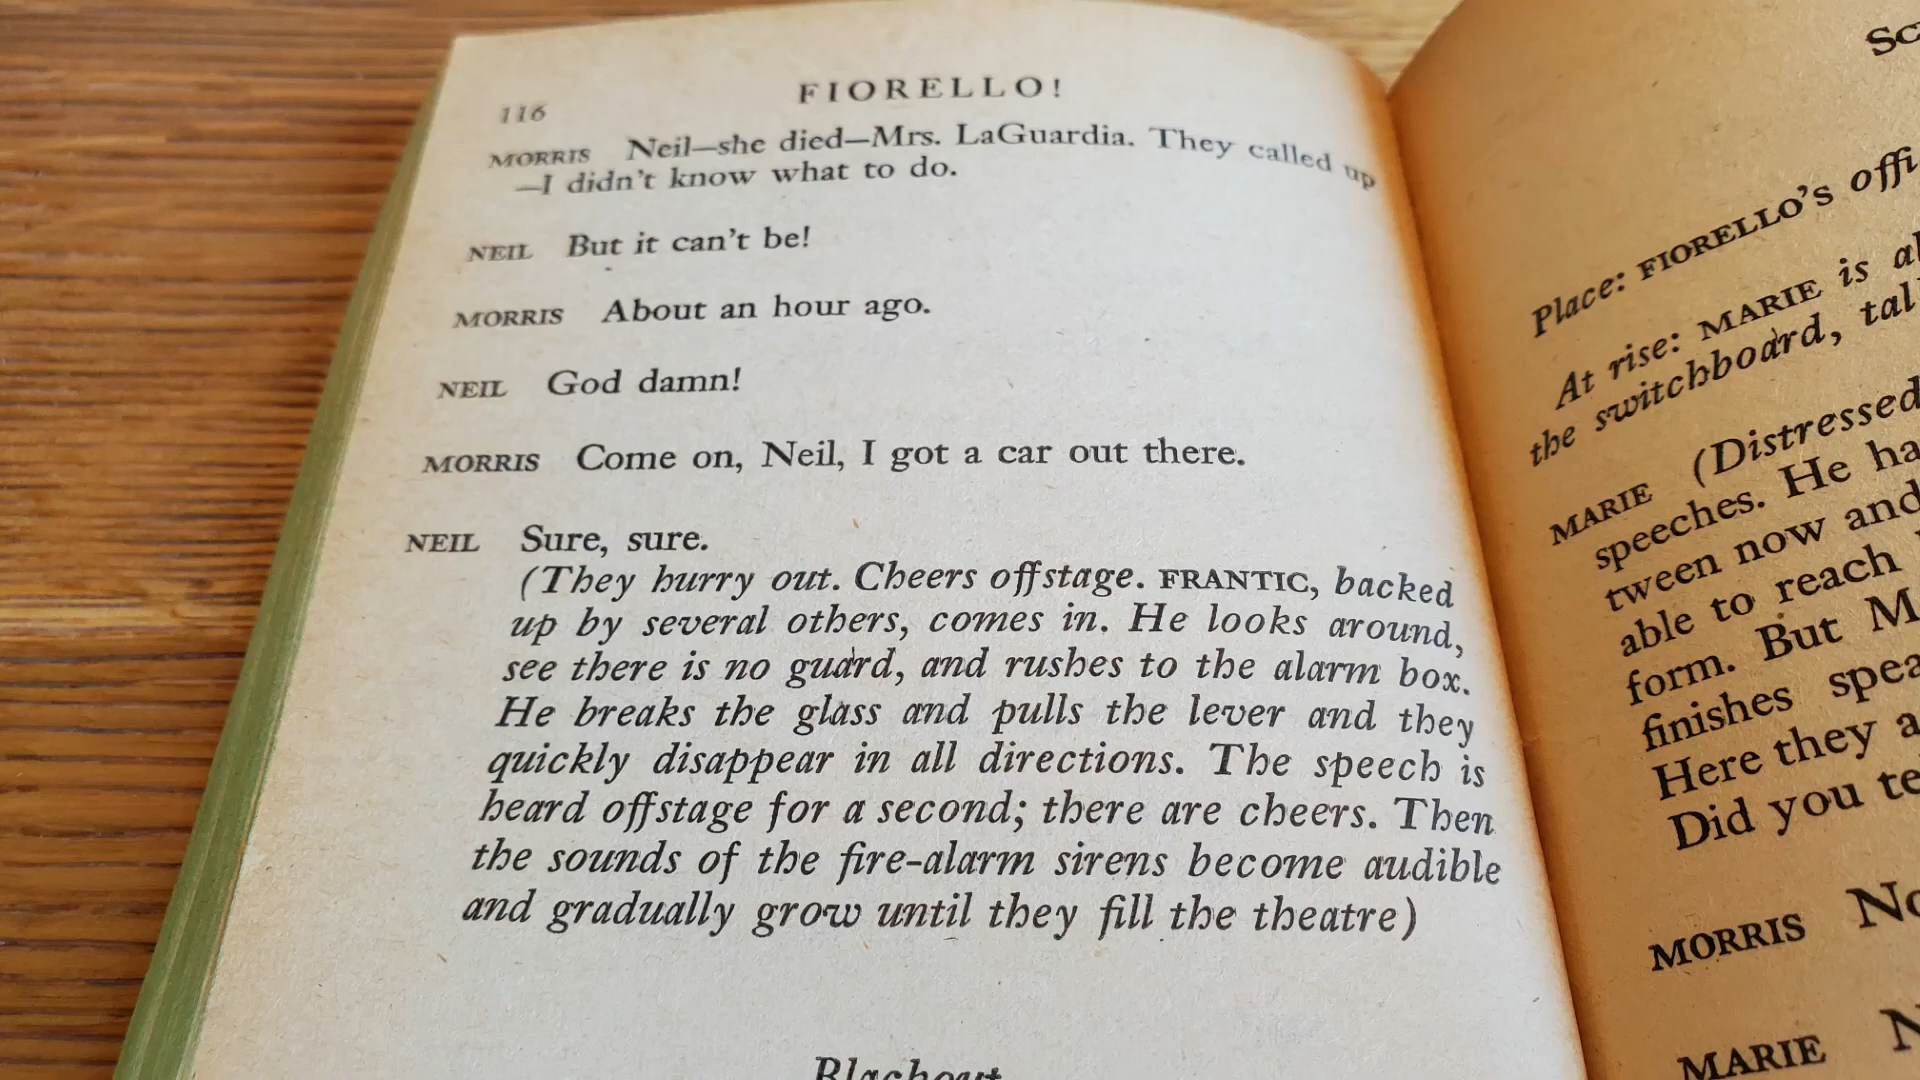 116
FIORELLO!
MORRIS Neil—she died—Mrs. LaGuardia. They called up
—I didn't know what to do.
NEIL But it can't be!
MORRIS About an hour ago.
NEIL God damn!
MORRIS Come on, Neil, I got a car out there.
NEIL Sure, sure.
(They hurry out. Cheers offstage. FRANTIC, backed
up by several others, comes in. He looks around,
see there is no guard, and rushes to the alarm box.
He breaks the glass and pulls the lever and they
quickly disappear in all directions. The speech is
heard offstage for a second; there are cheers. Then
the sounds of the fire-alarm sirens become audible
and gradually grow until they fill the theatre)
Blackout
Place: FIORELLO'S
At rise: MARIE is
the switchboard,
MARIE (Distressed
speeches. He
tween now and
able to reach
form. But
finishes
Here they
Did you
MORRIS
MARIE